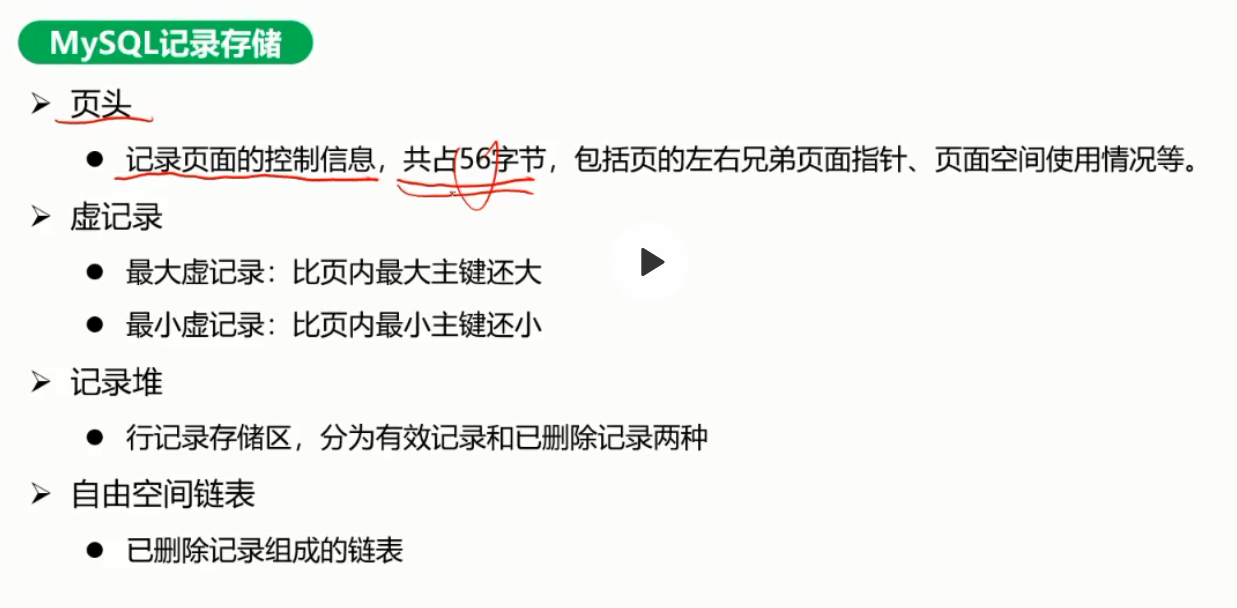 MySQL记录存储
页头
记录页面的控制信息，共占56字节，包括页的左右兄弟页面指针、页面空间使用情况等。
虚记录
最大虚记录：比页内最大主键还大
最小虚记录：比页内最小主键还小
记录堆
行记录存储区，分为有效记录和已删除记录两种
自由空间链表
已删除记录组成的链表